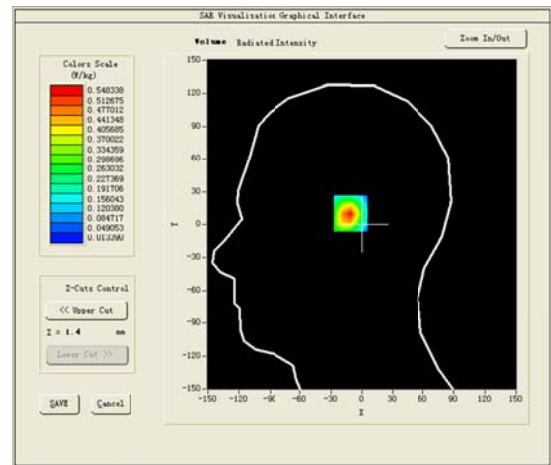 SAR Visualization Graphical Interface
Volume Radiated Intensity
Zoom In/Out
Colors Scale
(W/kg)
0.548338
0.512675
0.477012
0.441348
0.405685
0.370022
0.334359
0.298696
0.263032
0.227369
0.191706
0.156043
0.120380
0.084717
0.049053
0.013390
Z-Cuts Control
<< Upper Cut
Z = 1.4 mm
Lower Cut >>
SAVE
Cancel
150
120
90
60
30
0
-30
-60
-90
-120
-150
Y
-150 -120 -90 -60 -30 0 30 60 90 120 150
X